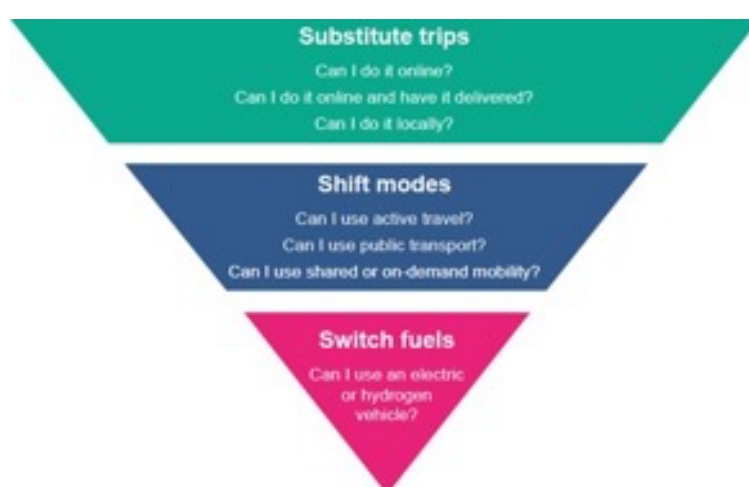 Substitute trips
Can I do it online?
Can I do it online and have it delivered?
Can I do it locally?
Shift modes
Can I use active travel?
Can I use public transport?
Can I use shared or on-demand mobility?
Switch fuels
Can I use an electric
or hydrogen
vehicle?